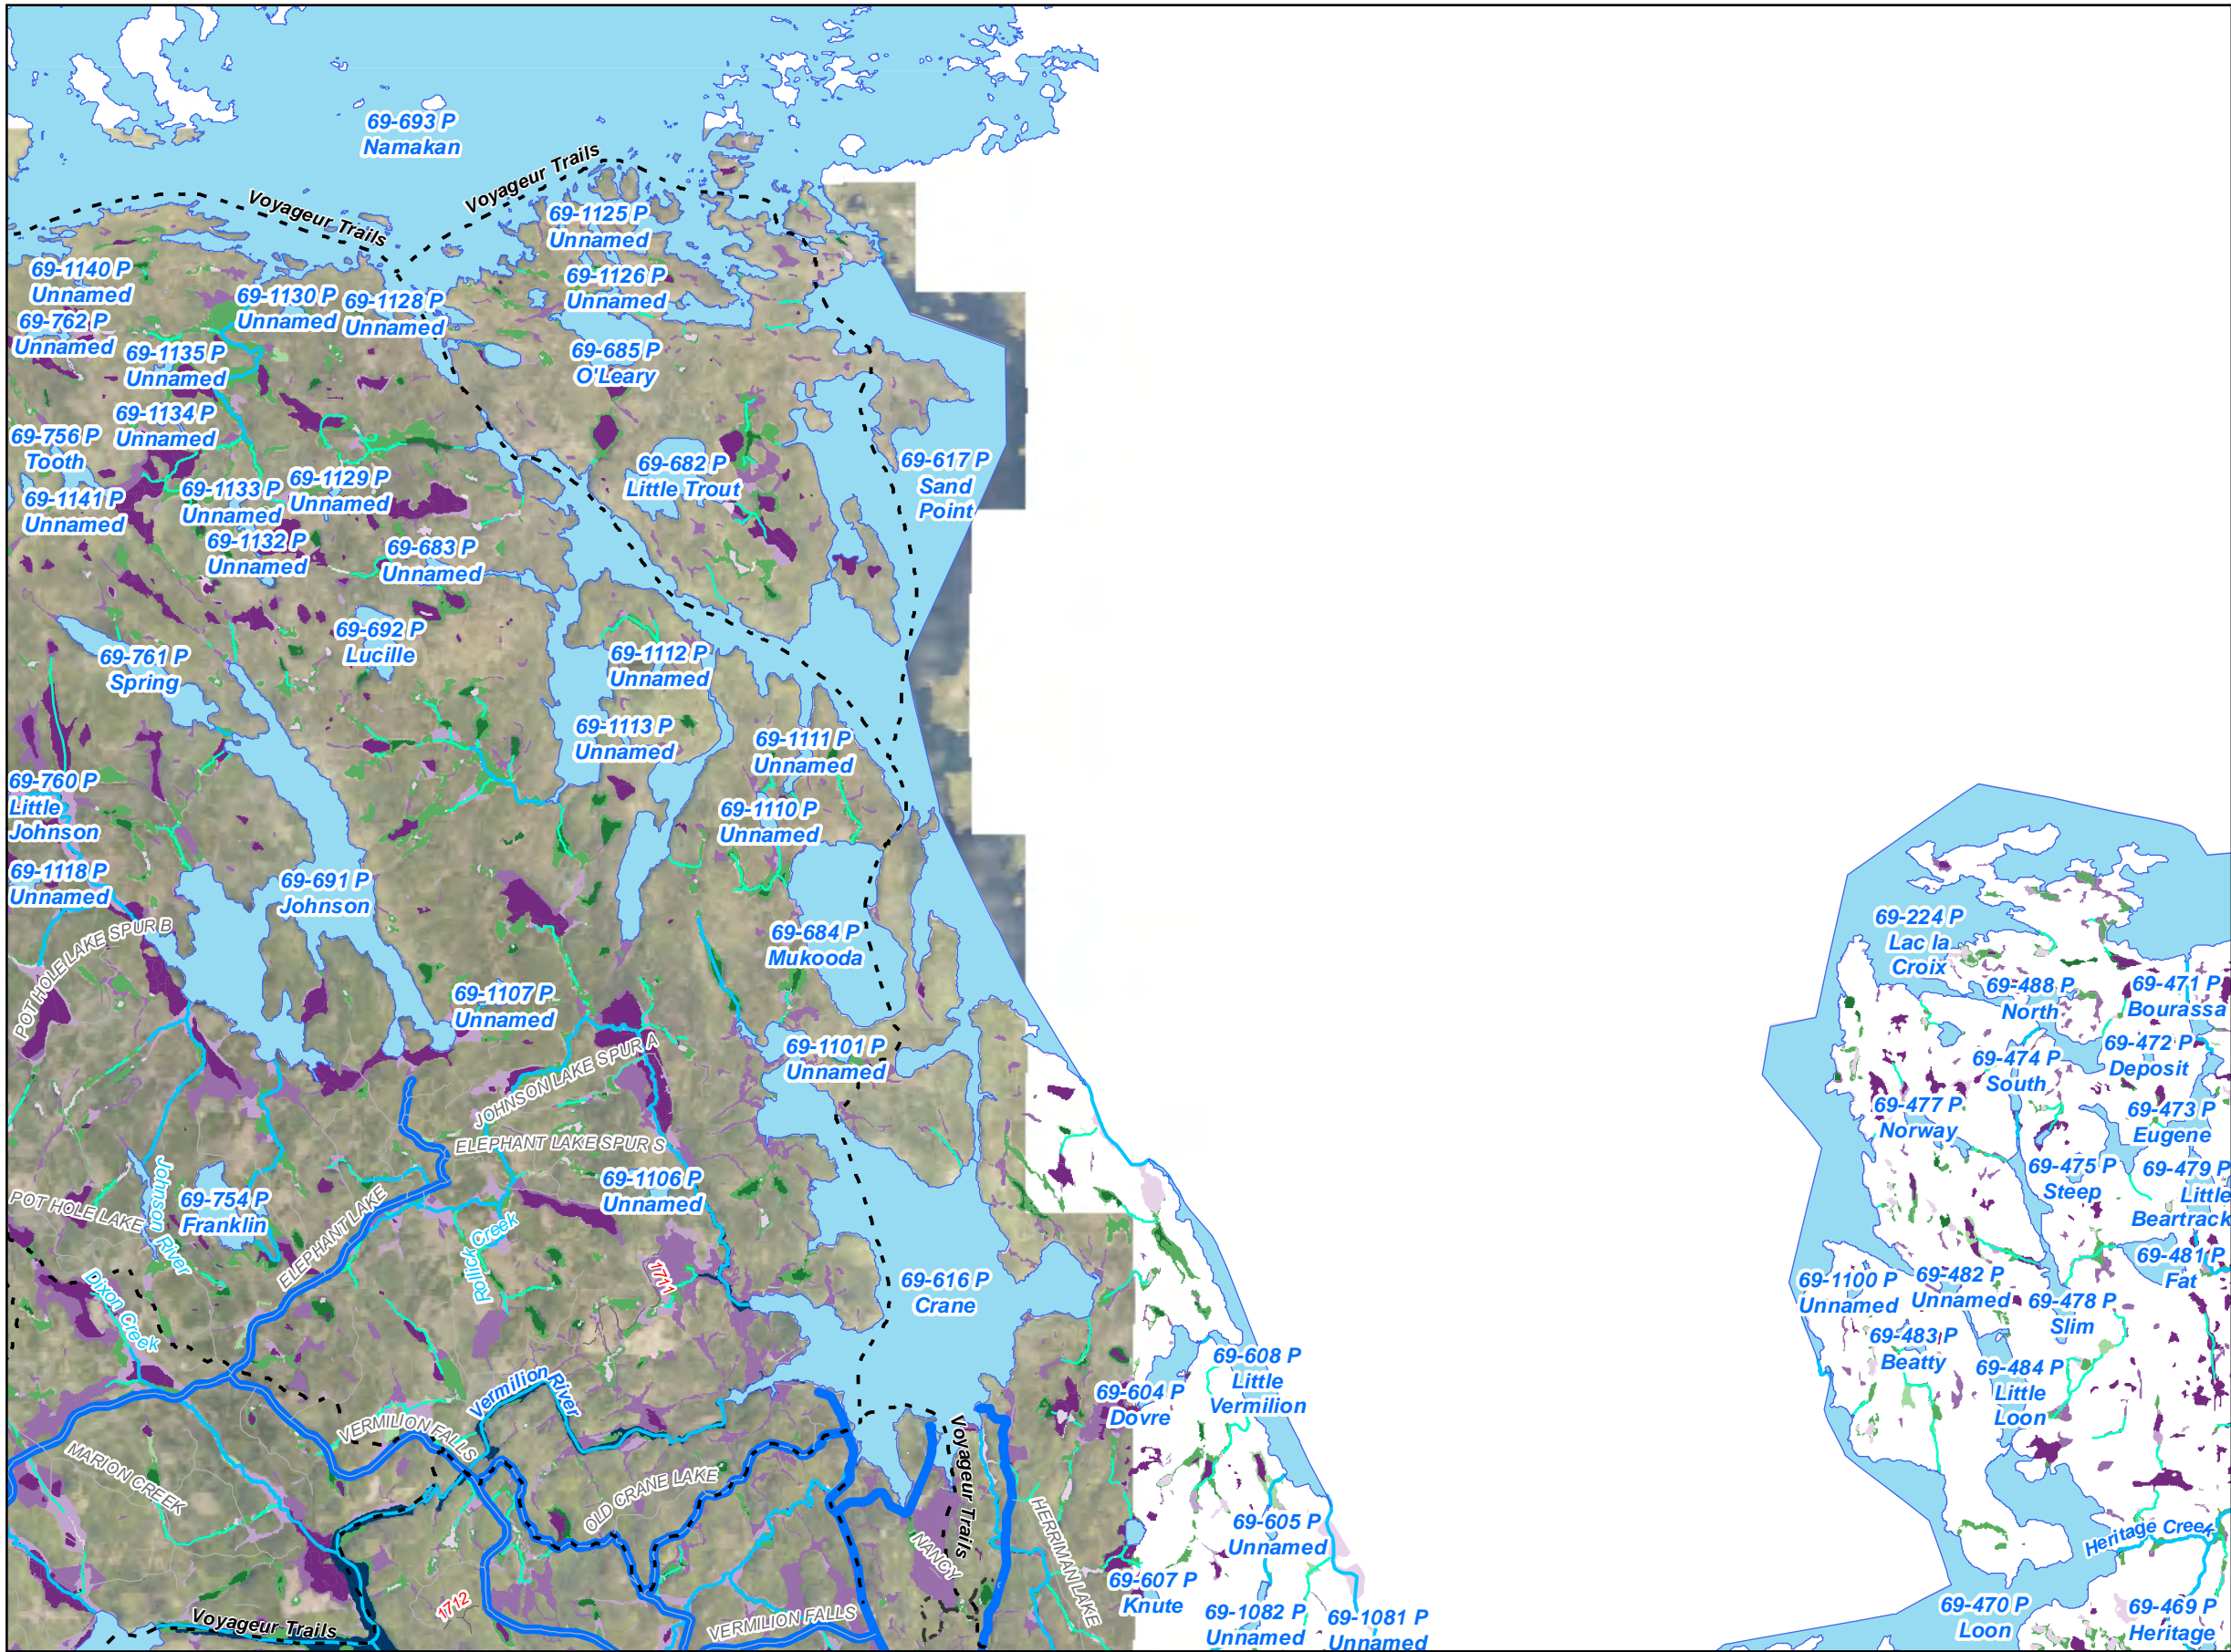 69-693 P
Namakan
Voyageur Trails
Voyageur Trails
69-1125 P
Unnamed
69-1140 P
Unnamed
69-1130 P
Unnamed
69-1128 P
Unnamed
69-1126 P
Unnamed
69-762 P
Unnamed
69-1135 P
Unnamed
69-685 P
O'Leary
69-1134 P
Unnamed
69-756 P
Tooth
69-682 P
Little Trout
69-617 P
Sand
Point
69-1141 P
Unnamed
69-1133 P
Unnamed
69-1129 P
Unnamed
69-1132 P
Unnamed
69-683 P
Unnamed
69-692 P
Lucille
69-761 P
Spring
69-1112 P
Unnamed
69-1113 P
Unnamed
69-1111 P
Unnamed
69-760 P
Little
Johnson
69-1110 P
Unnamed
69-1118 P
Unnamed
69-691 P
Johnson
POT HOLE LAKE SPUR B
69-684 P
Mukooda
69-224 P
Lac la
Croix
69-1107 P
Unnamed
69-488 P
North
69-471 P
Bourassa
JOHNSON LAKE SPUR A
69-1101 P
Unnamed
69-474 P
South
69-472 P
Deposit
69-477 P
Norway
69-473 P
Eugene
ELEPHANT LAKE SPUR S
69-475 P
Steep
69-479 P
Little
Beartrack
Johnson River
69-754 P
Franklin
POT HOLE LAKE
69-1106 P
Unnamed
ELEPHANT LAKE
Rollick Creek
69-481 P
Fat
1711
69-616 P
Crane
69-1100 P
Unnamed
69-482 P
Unnamed
69-478 P
Slim
Dixon Creek
69-483 P
Beatty
69-608 P
Little
Vermilion
69-484 P
Little
Loon
69-604 P
Dovre
Vermilion River
VERMILION FALLS
Voyageur Trails
MARION CREEK
OLD CRANE LAKE
HERRIMAN LAKE
NANCY
69-605 P
Unnamed
Heritage Creek
69-607 P
Knute
1712
Voyageur Trails
VERMILION FALLS
69-1082 P
Unnamed
69-1081 P
Unnamed
69-470 P
Loon
69-469 P
Heritage